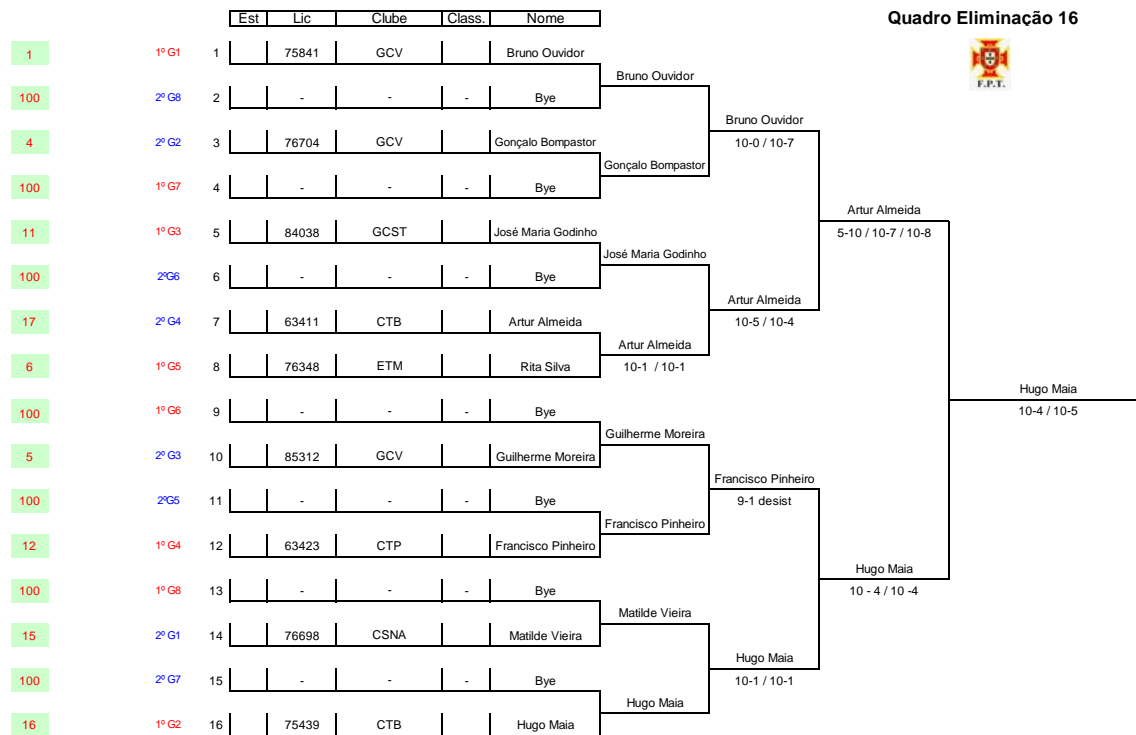 Est Lic Clube Class. Nome
Quadro Eliminação 16
F.P.T.
1 1º G1 1 75841 GCV Bruno Ouvidor
Bruno Ouvidor
100 2º G8 2 - - - Bye
Bruno Ouvidor
10-0 / 10-7
4 2º G2 3 76704 GCV Gonçalo Bompastor
Gonçalo Bompastor
100 1º G7 4 - - - Bye
Artur Almeida
5-10 / 10-7 / 10-8
11 1º G3 5 84038 GCST José Maria Godinho
José Maria Godinho
100 2ºG6 6 - - - Bye
Artur Almeida
10-5 / 10-4
17 2º G4 7 63411 CTB Artur Almeida
Artur Almeida
10-1 / 10-1
6 1º G5 8 76348 ETM Rita Silva
Hugo Maia
10-4 / 10-5
100 1º G6 9 - - - Bye
Guilherme Moreira
5 2º G3 10 85312 GCV Guilherme Moreira
Francisco Pinheiro
9-1 desist
100 2ºG5 11 - - - Bye
Francisco Pinheiro
12 1º G4 12 63423 CTP Francisco Pinheiro
Hugo Maia
10 - 4 / 10 -4
100 1º G8 13 - - - Bye
Matilde Vieira
15 2º G1 14 76698 CSNA Matilde Vieira
Hugo Maia
10-1 / 10-1
100 2º G7 15 - - - Bye
Hugo Maia
16 1º G2 16 75439 CTB Hugo Maia